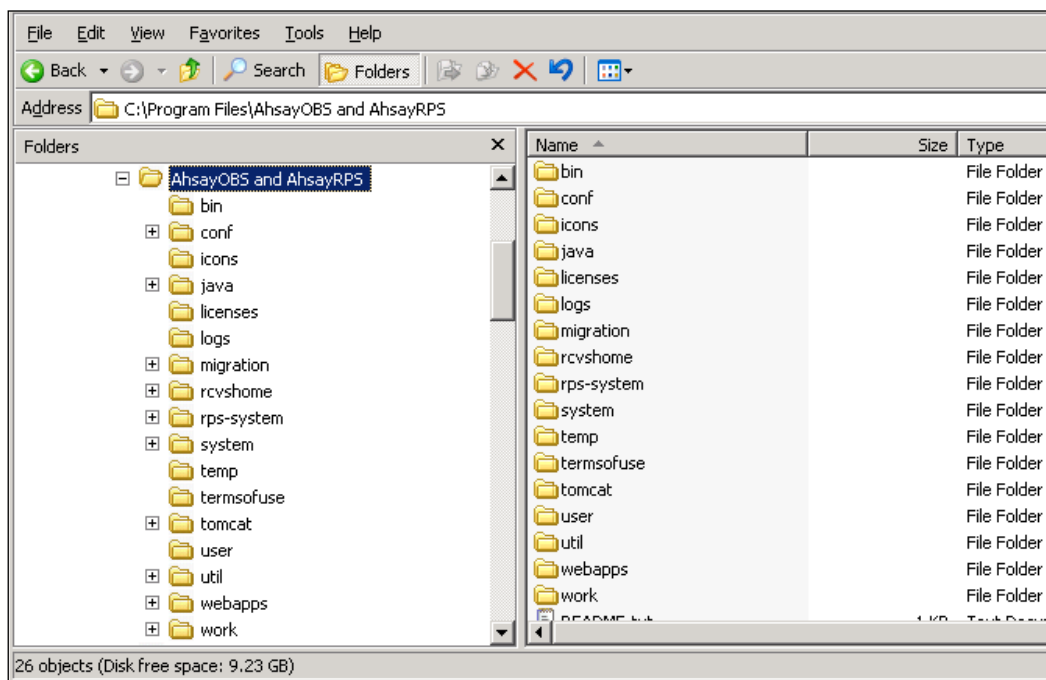 File Edit View Favorites Tools Help
Back Search Folders
Address C:\Program Files\AhsayOBS and AhsayRPS
Folders
AhsayOBS and AhsayRPS
bin
conf
icons
java
licenses
logs
migration
rcvshome
rps-system
system
temp
termsofuse
tomcat
user
util
webapps
work
Name Size Type
bin File Folder
conf File Folder
icons File Folder
java File Folder
licenses File Folder
logs File Folder
migration File Folder
rcvshome File Folder
rps-system File Folder
system File Folder
temp File Folder
termsofuse File Folder
tomcat File Folder
user File Folder
util File Folder
webapps File Folder
work File Folder
README.txt 1 KB
26 objects (Disk free space: 9.23 GB)